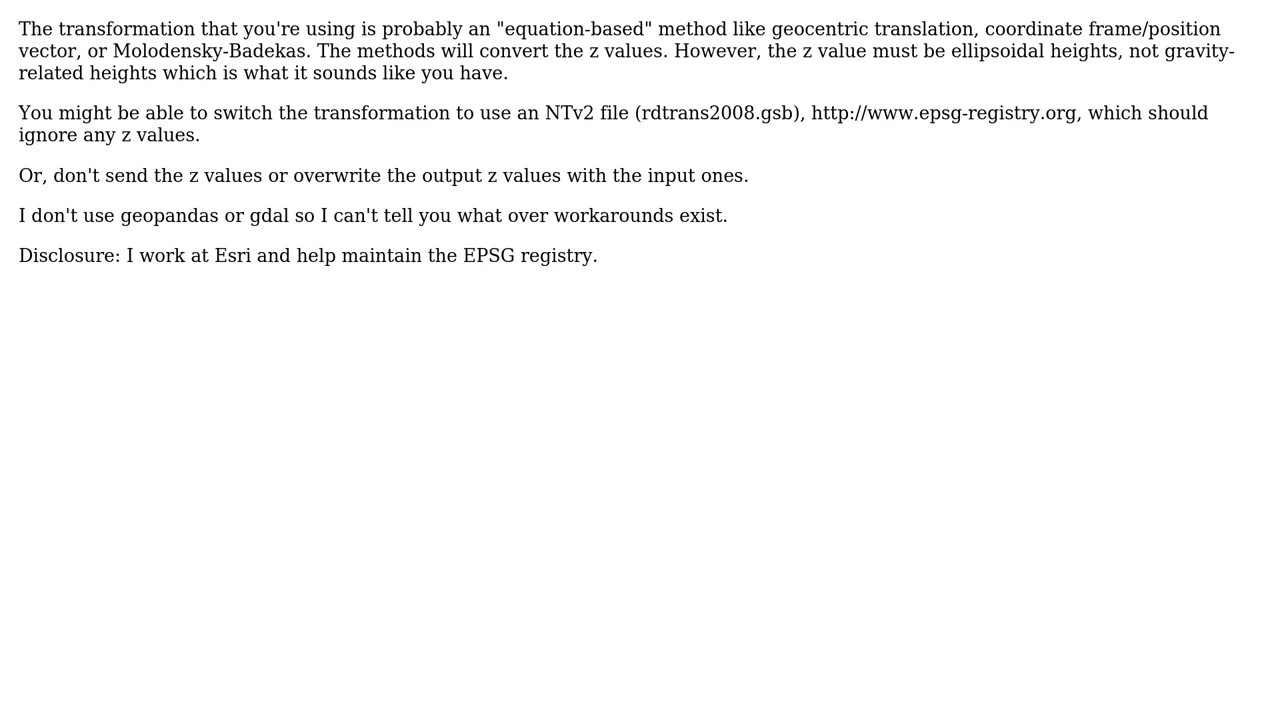 The transformation that you're using is probably an "equation-based" method like geocentric translation, coordinate frame/position
vector, or Molodensky-Badekas. The methods will convert the z values. However, the z value must be ellipsoidal heights, not gravity-
related heights which is what it sounds like you have.
You might be able to switch the transformation to use an NTv2 file (rdtrans2008.gsb), http://www.epsg-registry.org, which should
ignore any z values.
Or, don't send the z values or overwrite the output z values with the input ones.
I don't use geopandas or gdal so I can't tell you what over workarounds exist.
Disclosure: I work at Esri and help maintain the EPSG registry.